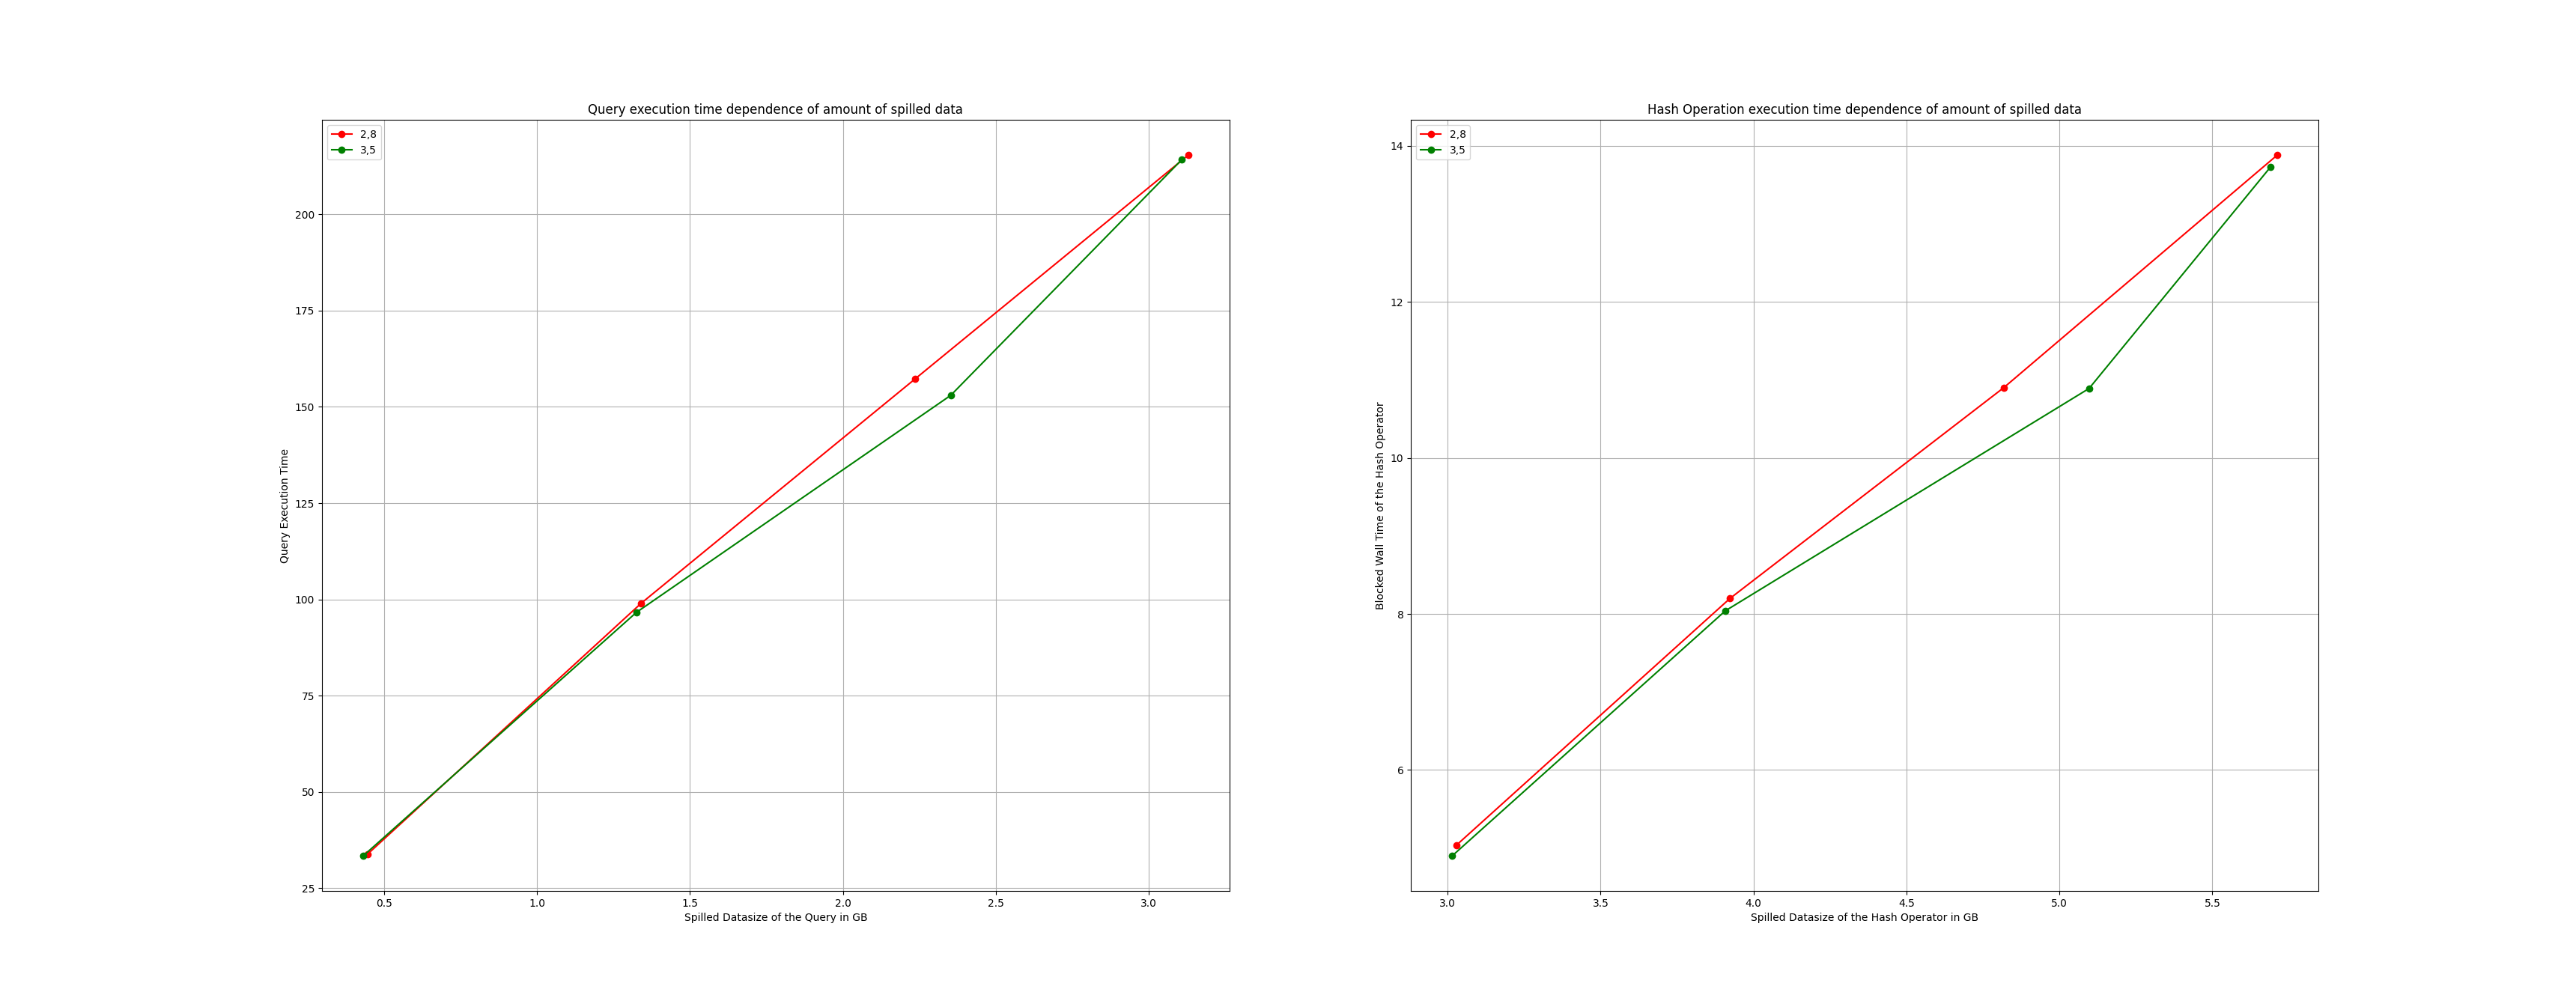 Query execution time dependence of amount of spilled data
2,8
3,5
200
175
150
125
100
75
50
25
Query Execution Time
0.5 1.0 1.5 2.0 2.5 3.0
Spilled Datasize of the Query in GB
Hash Operation execution time dependence of amount of spilled data
2,8
3,5
14
12
10
8
6
Blocked Wall Time of the Hash Operator
3.0 3.5 4.0 4.5 5.0 5.5
Spilled Datasize of the Hash Operator in GB